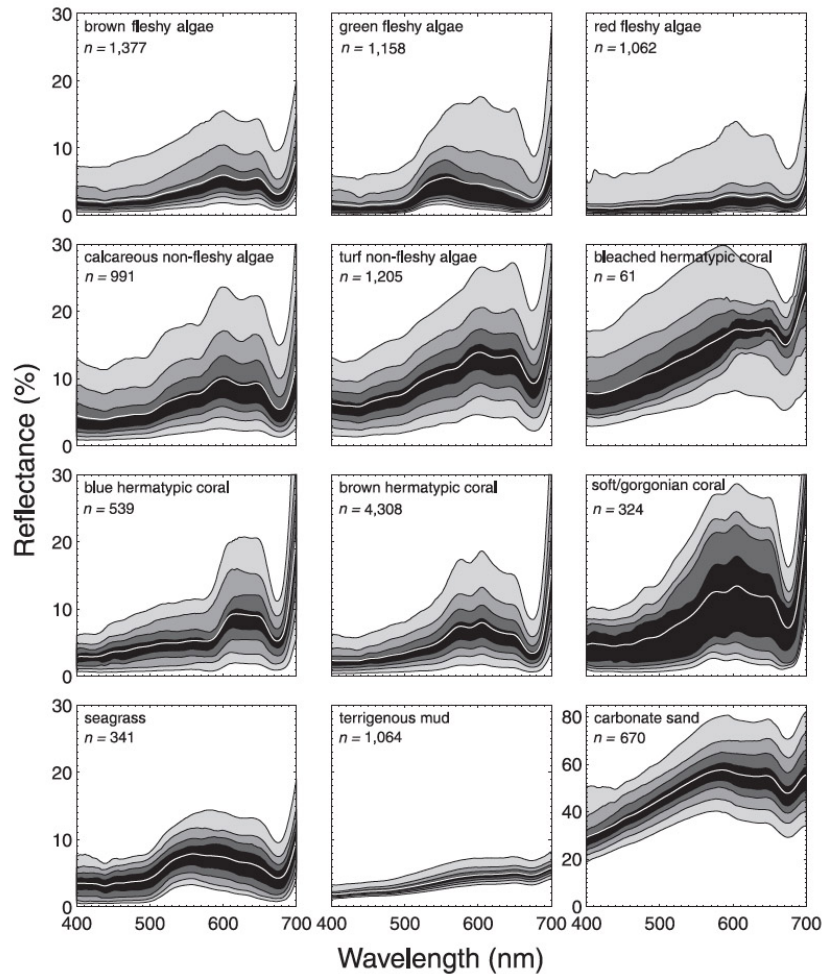 30
20
10
0
brown fleshy algae
n = 1,377
green fleshy algae
n = 1,158
red fleshy algae
n = 1,062
30
20
10
0
calcareous non-fleshy algae
n = 991
turf non-fleshy algae
n = 1,205
bleached hermatypic coral
n = 61
Reflectance (%)
30
20
10
0
blue hermatypic coral
n = 539
brown hermatypic coral
n = 4,308
soft/gorgonian coral
n = 324
30
20
10
0
seagrass
n = 341
terrigenous mud
n = 1,064
80
60
40
20
0
carbonate sand
n = 670
400 500 600 700 400 500 600 700 400 500 600 700
Wavelength (nm)